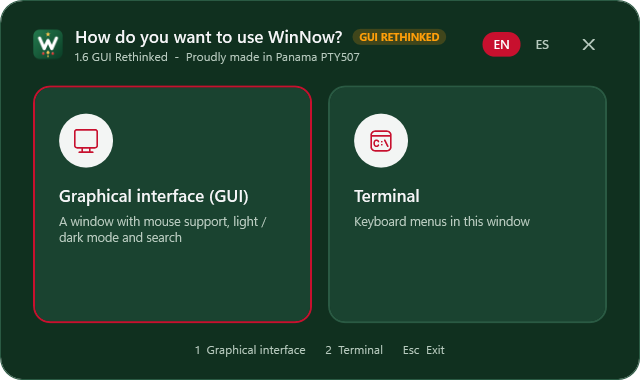 W
How do you want to use WinNow? GUI RETHINKED
1.6 GUI Rethinked - Proudly made in Panama PTY507
EN ES
C:\
Graphical interface (GUI)
A window with mouse support, light /
dark mode and search
Terminal
Keyboard menus in this window
1 Graphical interface 2 Terminal Esc Exit